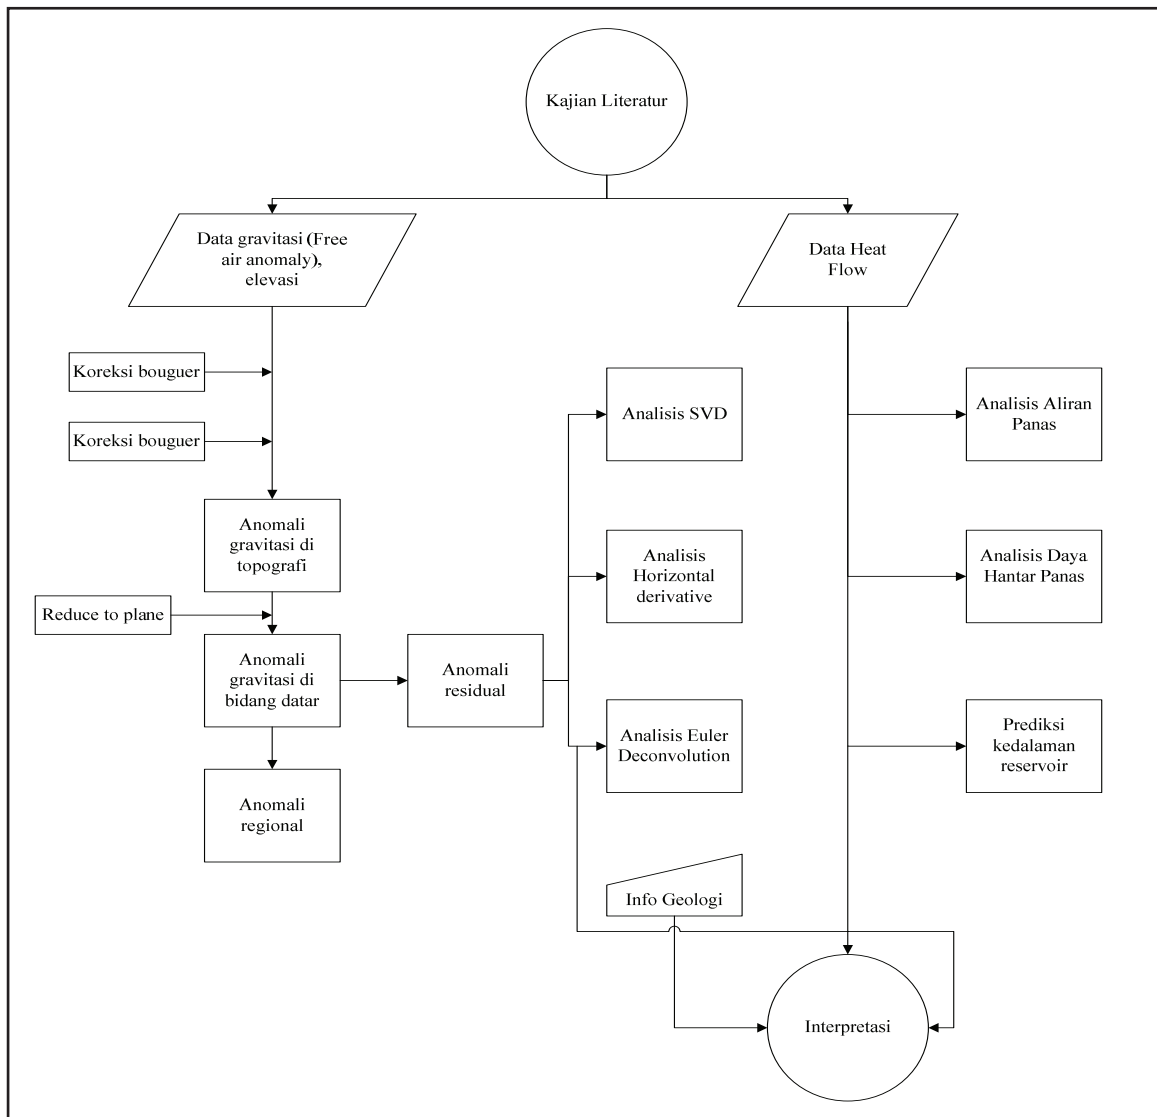 Kajian Literatur
Data gravitasi (Free
air anomaly),
elevasi
Data Heat
Flow
Koreksi bouguer
Koreksi bouguer
Anomali
gravitasi di
topografi
Reduce to plane
Anomali
gravitasi di
bidang datar
Anomali
regional
Anomali
residual
Analisis SVD
Analisis
Horizontal
derivative
Analisis Euler
Deconvolution
Info Geologi
Analisis Aliran
Panas
Analisis Daya
Hantar Panas
Prediksi
kedalaman
reservoir
Interpretasi